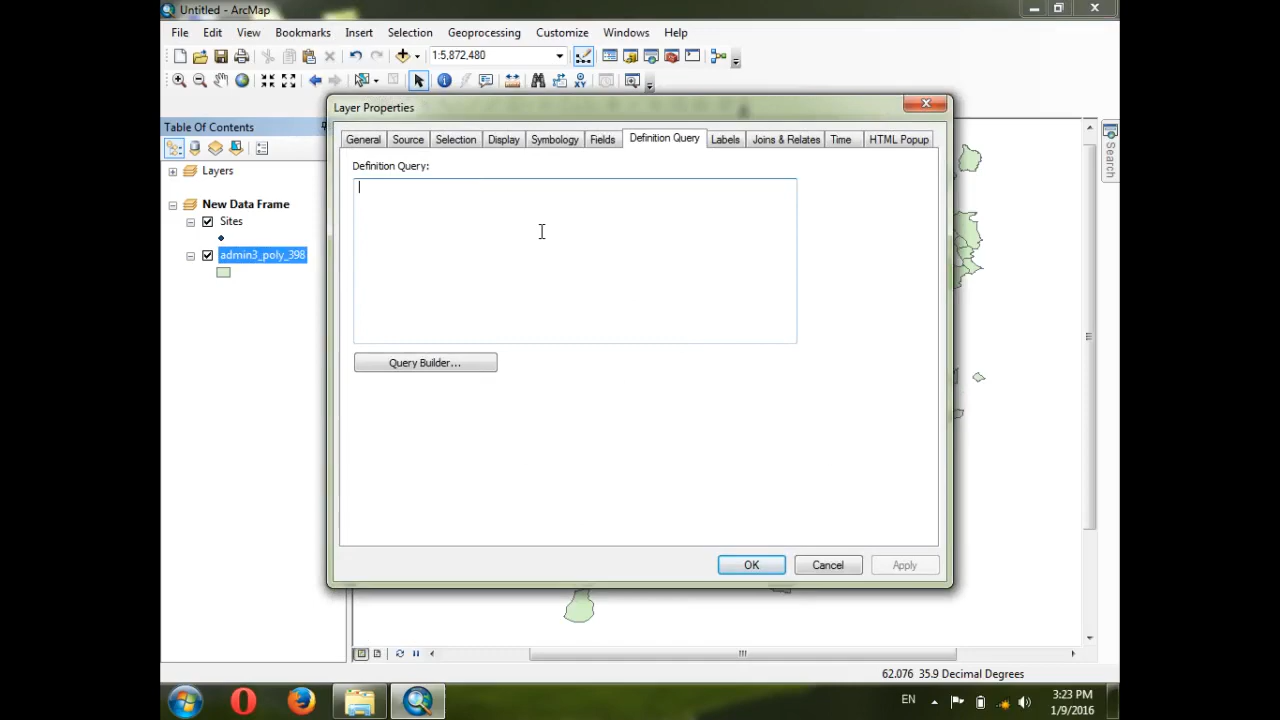 Untitled - ArcMap
File Edit View Bookmarks Insert Selection Geoprocessing Customize Windows Help
1:5,872,480
Layer Properties
Table Of Contents
General Source Selection Display Symbology Fields Definition Query Labels Joins & Relates Time HTML Popup
Search
Definition Query:
Layers
New Data Frame
Sites
admin3_poly_398
Query Builder...
OK Cancel Apply
62.076 35.9 Decimal Degrees
EN
3:23 PM
1/9/2016